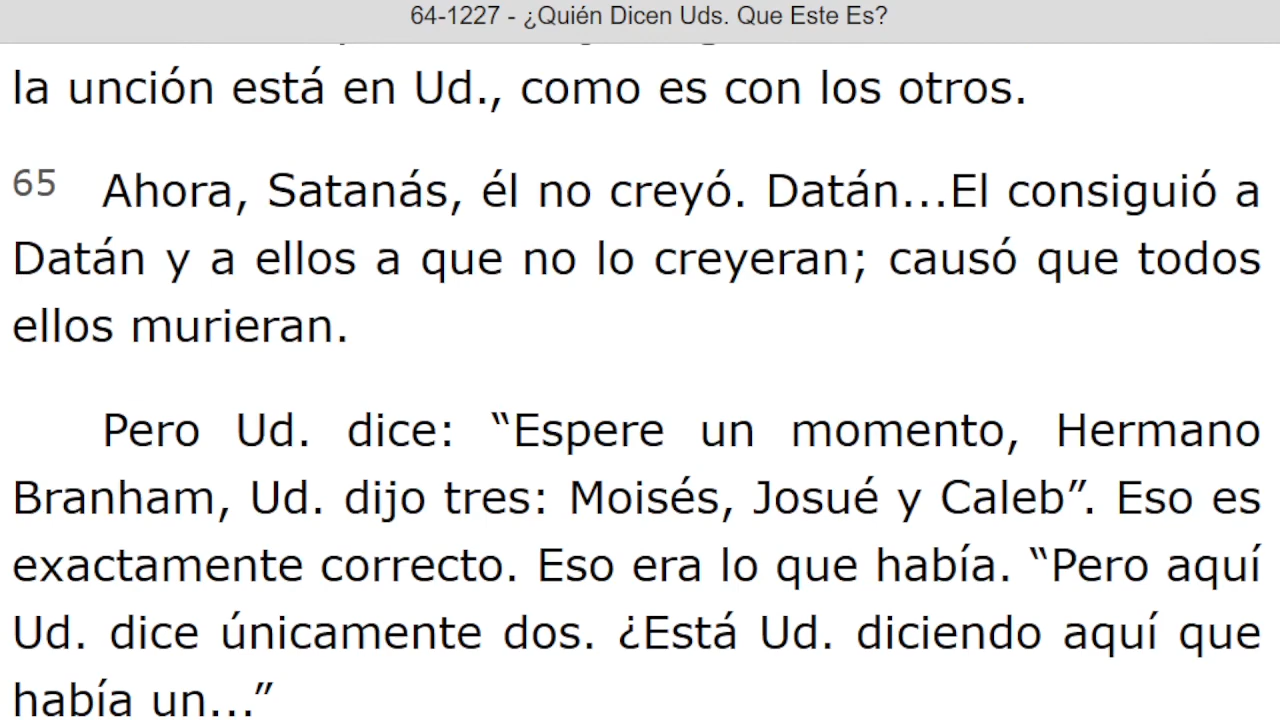 64-1227 - ¿Quién Dicen Uds. Que Este Es?
la unción está en Ud., como es con los otros.
65 Ahora, Satanás, él no creyó. Datán...El consiguió a
Datán y a ellos a que no lo creyeran; causó que todos
ellos murieran.
Pero Ud. dice: “Espere un momento, Hermano
Branham, Ud. dijo tres: Moisés, Josué y Caleb”. Eso es
exactamente correcto. Eso era lo que había. “Pero aquí
Ud. dice únicamente dos. ¿Está Ud. diciendo aquí que
había un...”